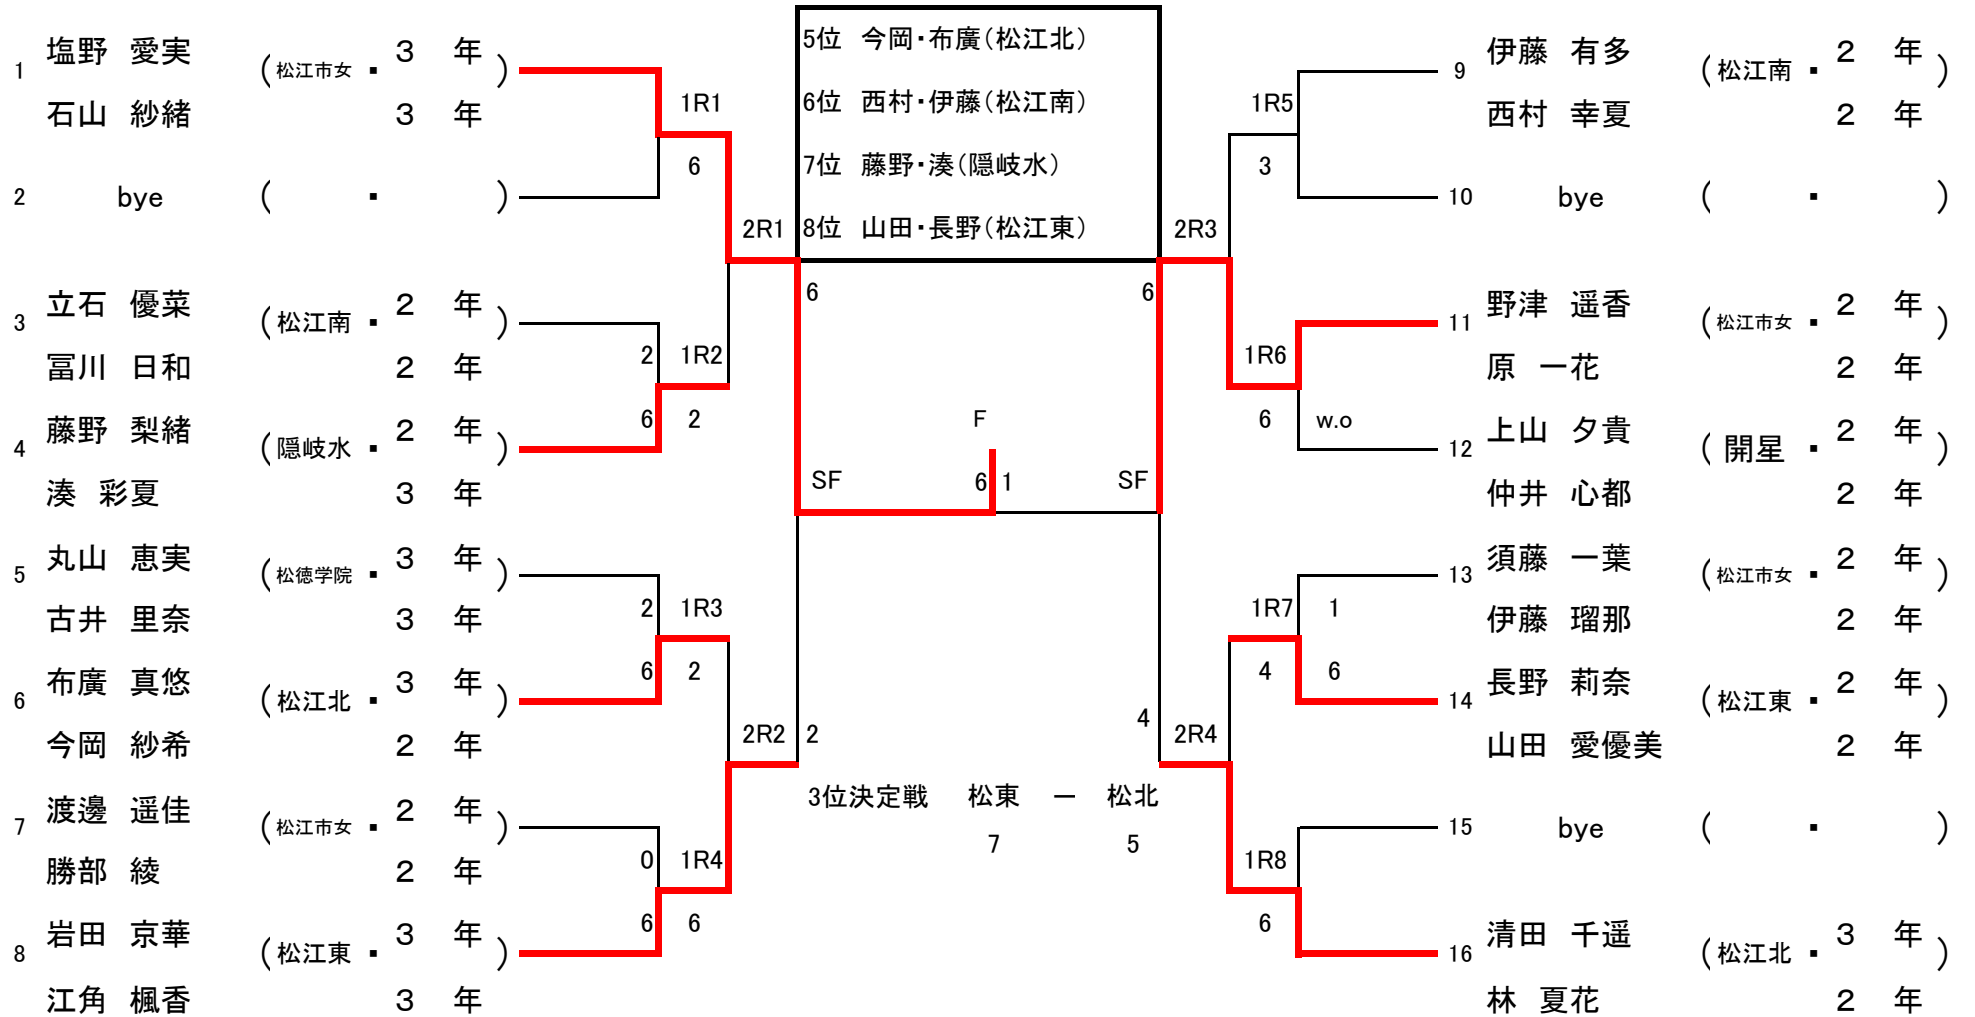 1 塩野 愛実 (松江市女・3 年)
石山 紗緒 3 年
2 bye ( ・ )
3 立石 優菜 (松江南・2 年)
冨川 日和 2 年
4 藤野 梨緒 (隠岐水・2 年)
湊 彩夏 3 年
5 丸山 恵実 (松徳学院・3 年)
古井 里奈 3 年
6 布廣 真悠 (松江北・3 年)
今岡 紗希 2 年
7 渡邊 遥佳 (松江市女・2 年)
勝部 綾 2 年
8 岩田 京華 (松江東・3 年)
江角 楓香 3 年
1R1
6
2R1
2 1R2
6 2
2 1R3
6 2
2R2 2
0 1R4
6 6
5位 今岡・布廣(松江北)
6位 西村・伊藤(松江南)
7位 藤野・湊(隠岐水)
8位 山田・長野(松江東)
6 6
F
SF 6 1 SF
3位決定戦 松東 ー 松北
7 5
1R5
3
2R3
1R6
6 w.o
1R7 1
4 6
4 2R4
1R8
6
9 伊藤 有多 (松江南・2 年)
西村 幸夏 2 年
10 bye ( ・ )
11 野津 遥香 (松江市女・2 年)
原 一花 2 年
12 上山 夕貴 (開星・2 年)
仲井 心都 2 年
13 須藤 一葉 (松江市女・2 年)
伊藤 瑠那 2 年
14 長野 莉奈 (松江東・2 年)
山田 愛優美 2 年
15 bye ( ・ )
16 清田 千遥 (松江北・3 年)
林 夏花 2 年